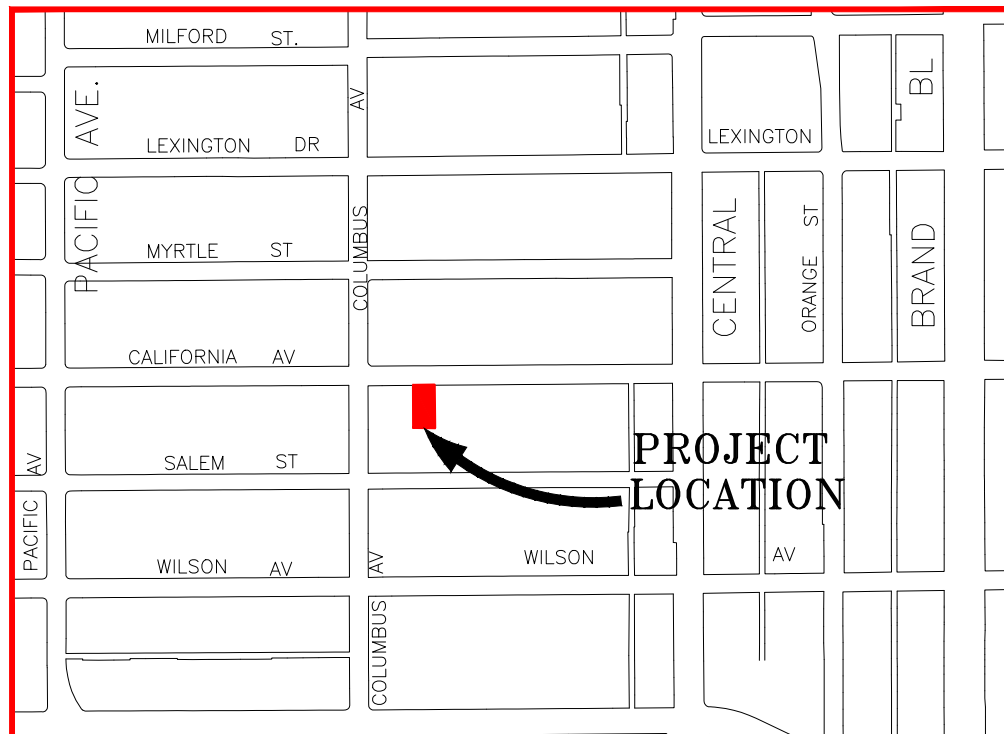 MILFORD ST.
PACIFIC AVE.
AV
BL
LEXINGTON DR
LEXINGTON
COLUMBUS
CENTRAL
ORANGE ST
BRAND
MYRTLE ST
CALIFORNIA AV
PROJECT
LOCATION
SALEM ST
PACIFIC AV
WILSON AV
AV
WILSON
AV
COLUMBUS